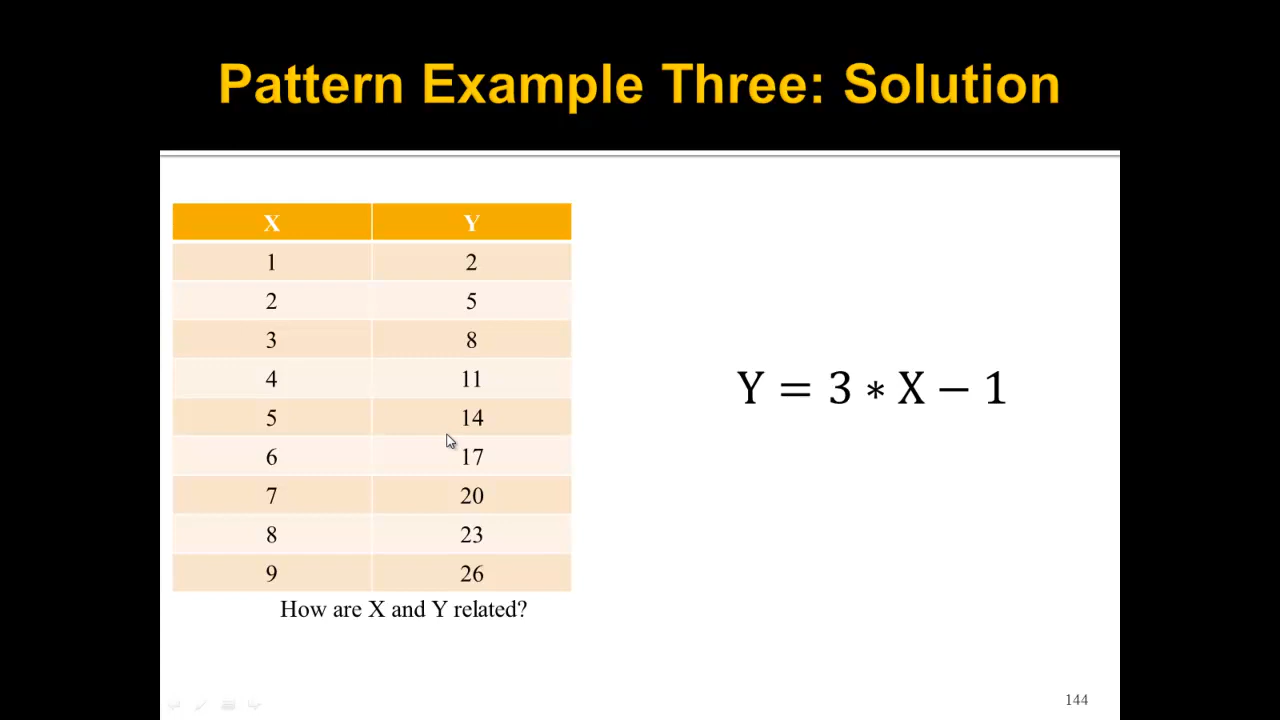 Pattern Example Three: Solution
X Y
1 2
2 5
3 8
4 11
5 14
6 17
7 20
8 23
9 26
Y = 3 ∗ X − 1
How are X and Y related?
144